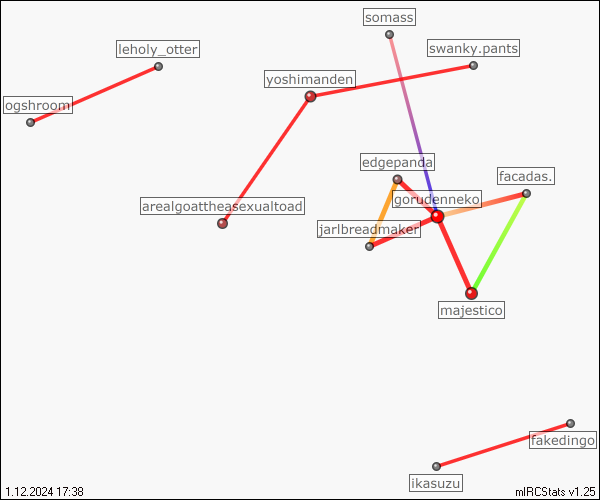 somass
leholy_otter
swanky.pants
yoshimanden
ogshroom
edgepanda
facadas.
gorudenneko
arealgoattheasexualtoad
jarlbreadmaker
majestico
fakedingo
ikasuzu
1.12.2024 17:38
mIRCStats v1.25